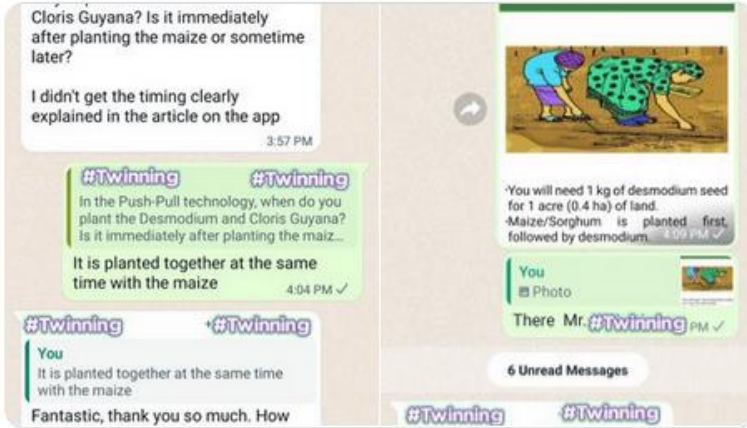 Cloris Guyana? Is it immediately
after planting the maize or sometime
later?
I didn't get the timing clearly
explained in the article on the app
3:57 PM
#Twinning #Twinning
In the Push-Pull technology, when do you
plant the Desmodium and Cloris Guyana?
Is it immediately after planting the maiz...
It is planted together at the same
time with the maize
4:04 PM
#Twinning #Twinning
You
It is planted together at the same time
with the maize
Fantastic, thank you so much. How
-You will need 1 kg of desmodium seed
for 1 acre (0.4 ha) of land.
-Maize/Sorghum is planted first,
followed by desmodium.
4:09 PM
You
Photo
There Mr. #Twinning PM
6 Unread Messages
#Twinning #Twinning